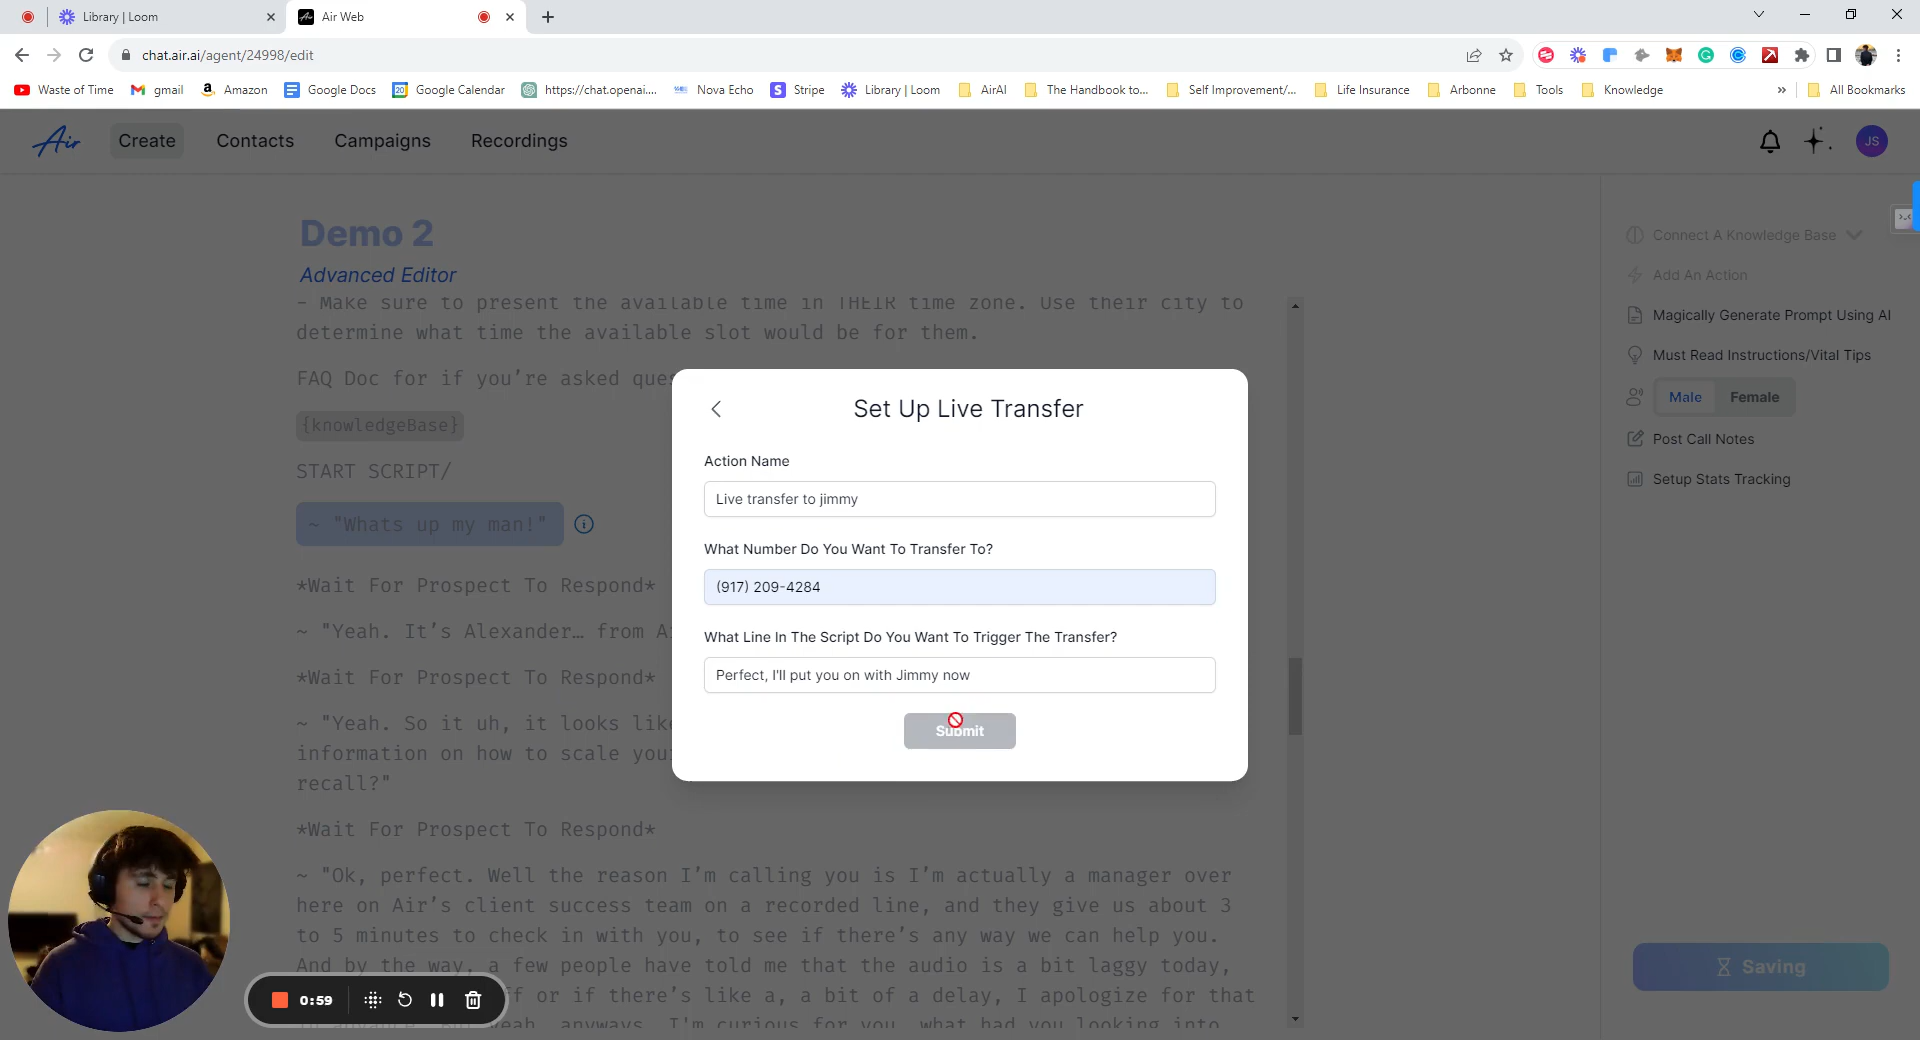 Library | Loom
Air Web
chat.air.ai/agent/24998/edit
Waste of Time
gmail
Amazon
Google Docs
Google Calendar
https://chat.openai....
Nova Echo
Stripe
Library | Loom
AirAI
The Handbook to...
Self Improvement/...
Life Insurance
Arbonne
Tools
Knowledge
»
All Bookmarks
Air
Create
Contacts
Campaigns
Recordings
JS
Demo 2
Advanced Editor
- Make sure to present the available time in THEIR time zone. Use their city to
determine what time the available slot would be for them.
FAQ Doc for if you're asked ques
{knowledgeBase}
START SCRIPT/
~ "Whats up my man!"
*Wait For Prospect To Respond*
~ "Yeah. It's Alexander… from A
*Wait For Prospect To Respond*
~ "Yeah. So it uh, it looks like
information on how to scale your
recall?"
*Wait For Prospect To Respond*
~ "Ok, perfect. Well the reason I'm calling you is I'm actually a manager over
here on Air's client success team on a recorded line, and they give us about 3
to 5 minutes to check in with you, to see if there's any way we can help you.
And by the way, a few people have told me that the audio is a bit laggy today,
or if there's like a, a bit of a delay, I apologize for that
yeah, anyways, I'm curious for you, what had you looking into
Set Up Live Transfer
Action Name
Live transfer to jimmy
What Number Do You Want To Transfer To?
(917) 209-4284
What Line In The Script Do You Want To Trigger The Transfer?
Perfect, I'll put you on with Jimmy now
Submit
Connect A Knowledge Base
Add An Action
Magically Generate Prompt Using AI
Must Read Instructions/Vital Tips
Male
Female
Post Call Notes
Setup Stats Tracking
Saving
0:59